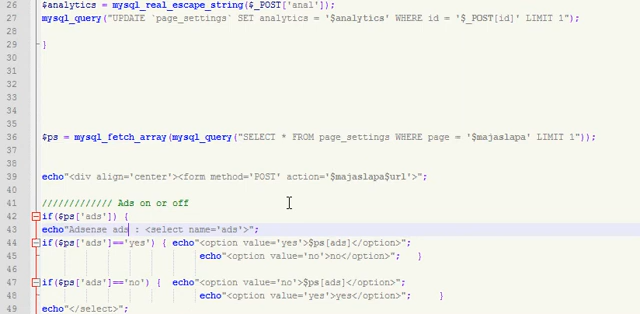 26 $analytics = mysql_real_escape_string($_POST['anal']);
27 mysql_query("UPDATE `page_settings` SET analytics = '$analytics' WHERE id = '$_POST[id]' LIMIT 1");
28
29 }
30
31
32
33
34
35
36 $ps = mysql_fetch_array(mysql_query("SELECT * FROM page_settings WHERE page = '$majaslapa' LIMIT 1"));
37
38
39 echo"<div align='center'><form method='POST' action='$majaslapa$url'>";
40
41 ///////////// Ads on or off
42 if($ps['ads']) {
43 echo"Adsense ads : <select name='ads'>";
44 if($ps['ads']=='yes') { echo"<option value='yes'>$ps[ads]</option>";
45 echo"<option value='no'>no</option>"; }
46
47 if($ps['ads']=='no') { echo"<option value='no'>$ps[ads]</option>";
48 echo"<option value='yes'>yes</option>"; }
49 echo"</select>";